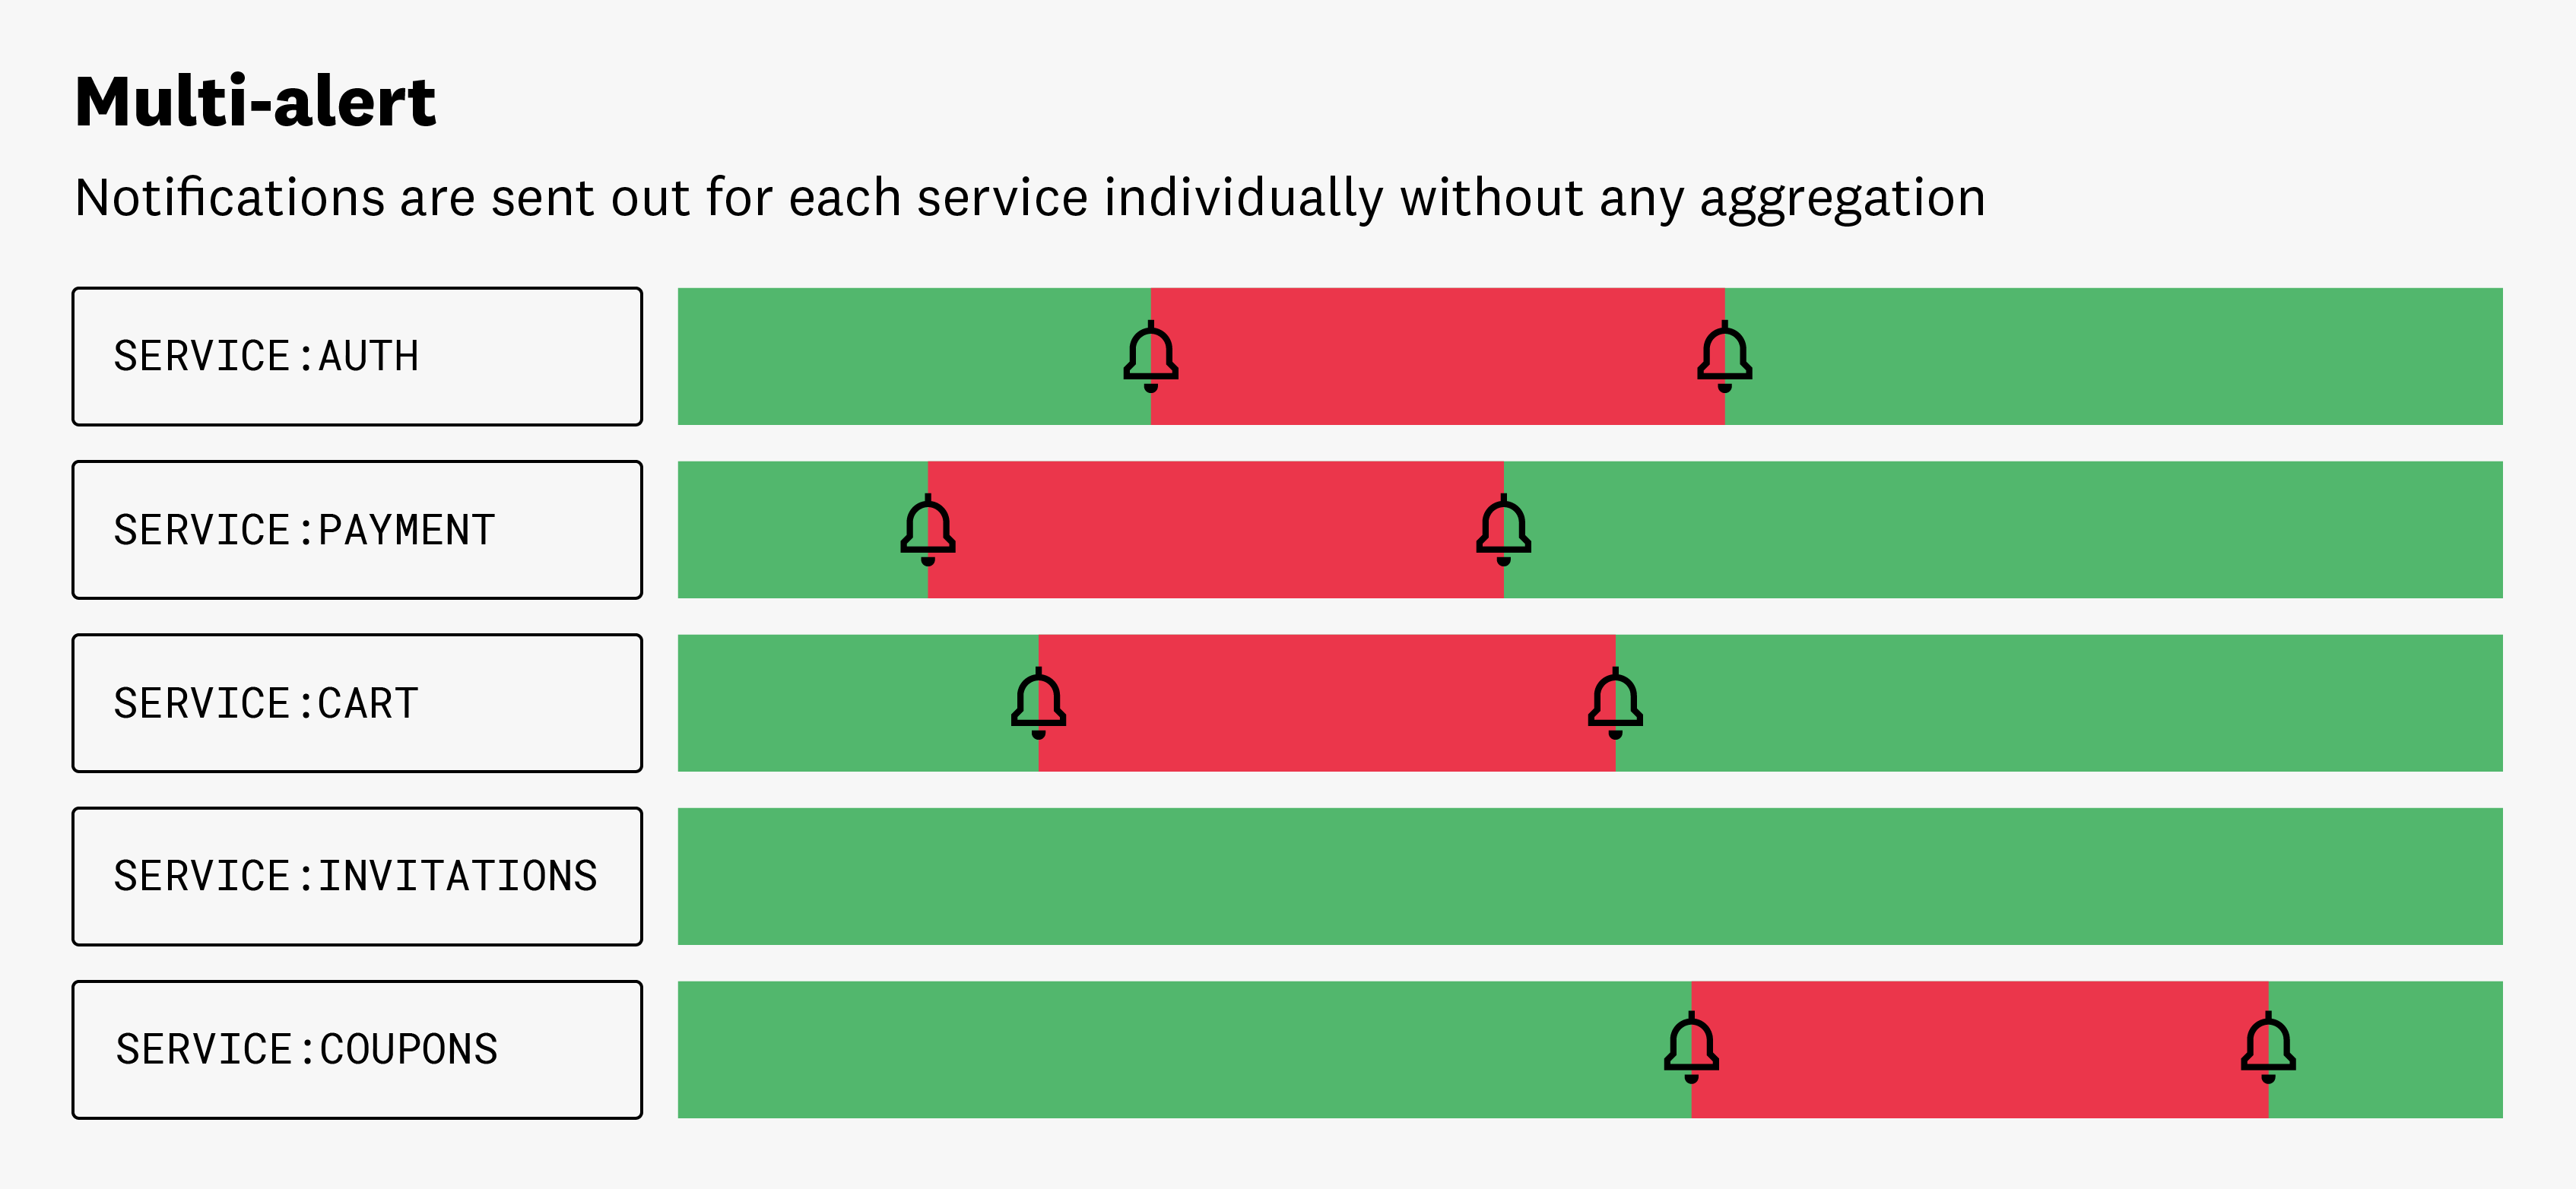 Multi-alert
Notifications are sent out for each service individually without any aggregation
SERVICE:AUTH
SERVICE:PAYMENT
SERVICE:CART
SERVICE:INVITATIONS
SERVICE:COUPONS